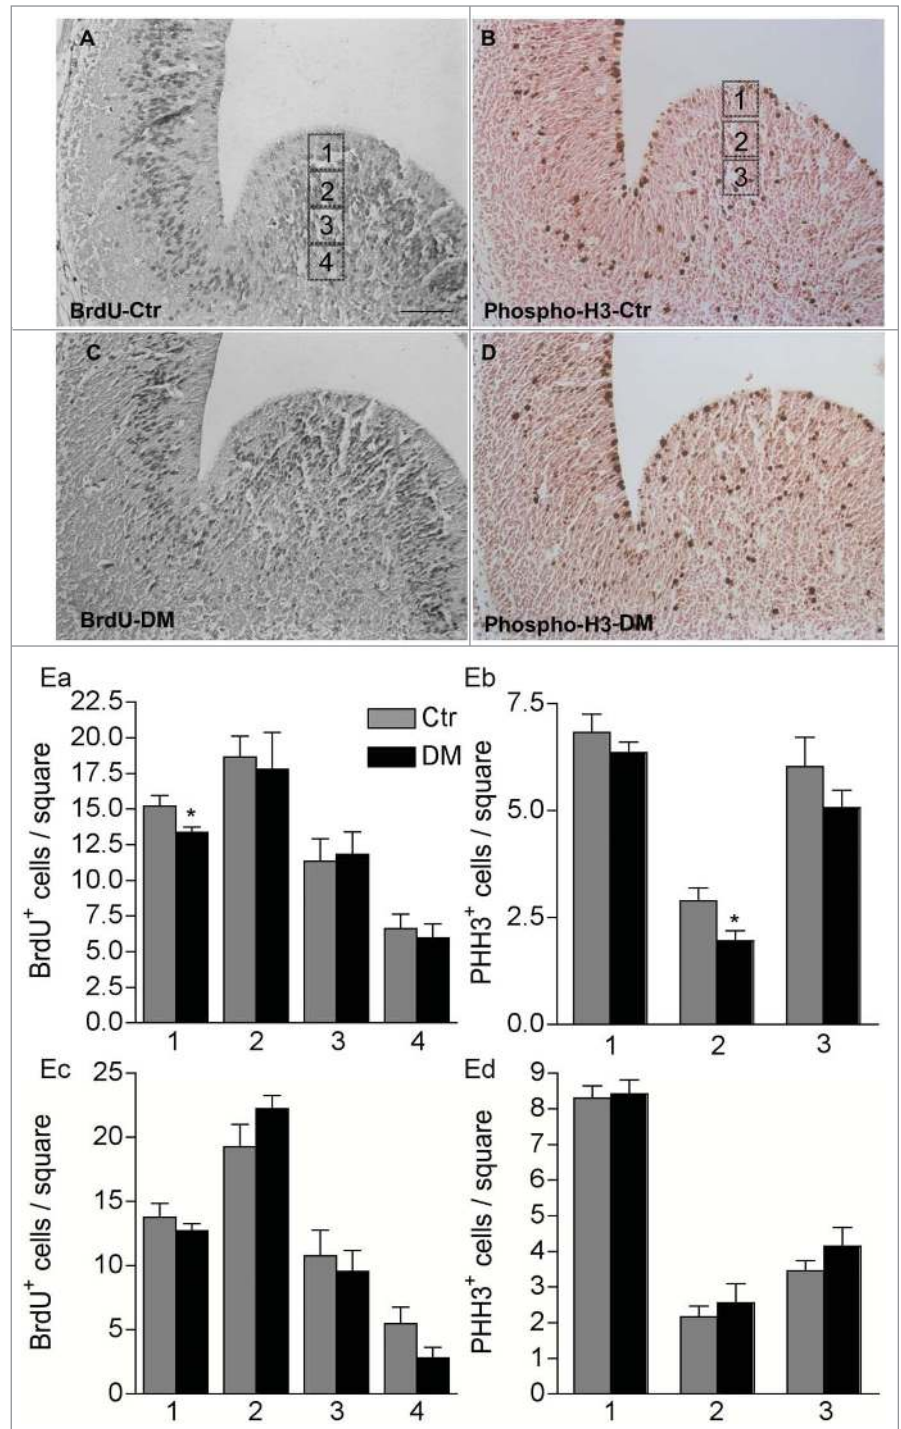 A
1
2
3
4
BrdU-Ctr
B
1
2
3
Phospho-H3-Ctr
C
BrdU-DM
D
Phospho-H3-DM
Ea
22.5
20.0
17.5
15.0
12.5
10.0
7.5
5.0
2.5
0.0
BrdU⁺ cells / square
Ctr
DM
*
1 2 3 4
Eb
7.5
5.0
2.5
0.0
PHH3⁺ cells / square
*
1 2 3
Ec
25
20
15
10
5
0
BrdU⁺ cells / square
1 2 3 4
Ed
9
8
7
6
5
4
3
2
1
0
PHH3⁺ cells / square
1 2 3